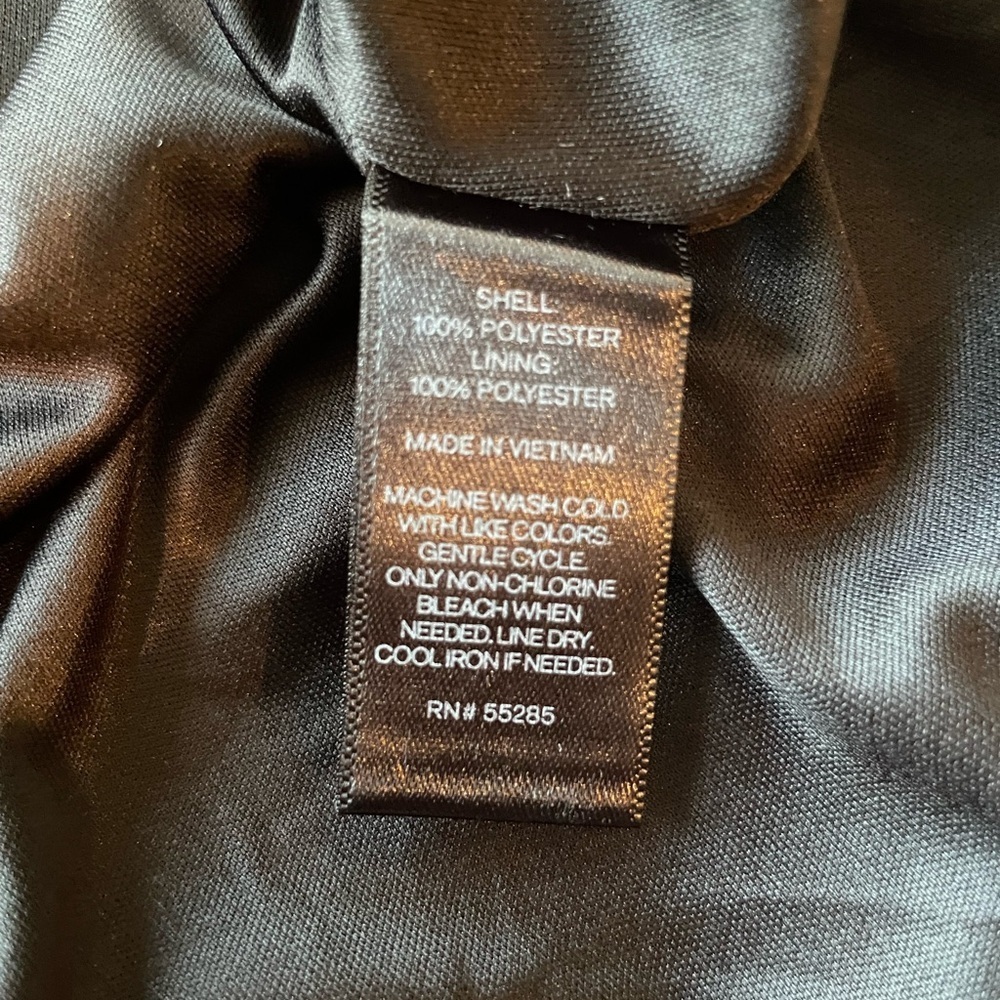 SHELL:
100% POLYESTER
LINING:
100% POLYESTER
MADE IN VIETNAM
MACHINE WASH COLD
WITH LIKE COLORS.
GENTLE CYCLE.
ONLY NON-CHLORINE
BLEACH WHEN
NEEDED. LINE DRY.
COOL IRON IF NEEDED.
RN# 55285